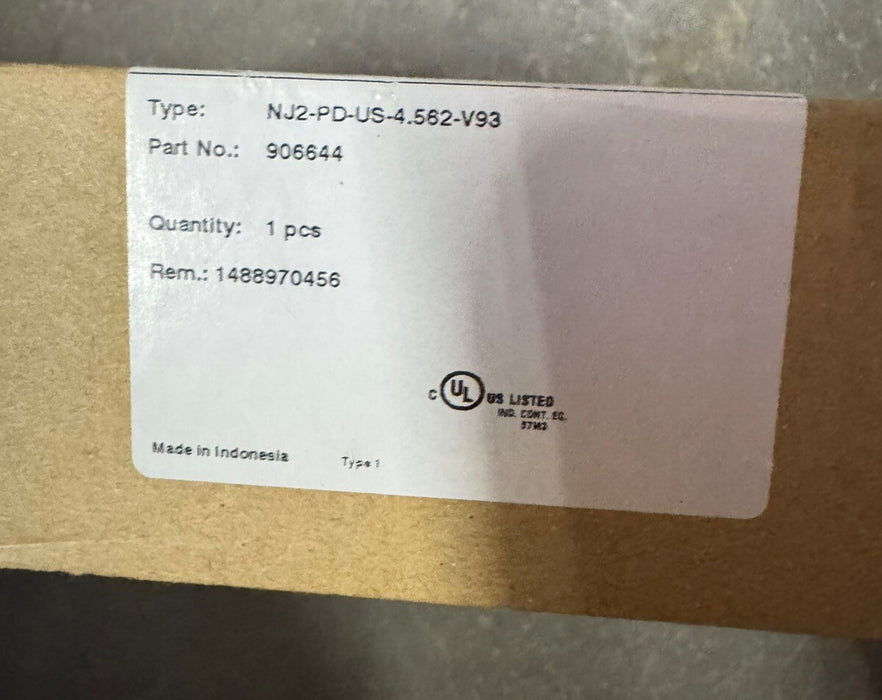 Type: NJ2-PD-US-4.562-V93
Part No.: 906644
Quantity: 1 pcs
Rem.: 1488970456
C UL US LISTED
IND. CONT. EQ.
Made in Indonesia
Type 1